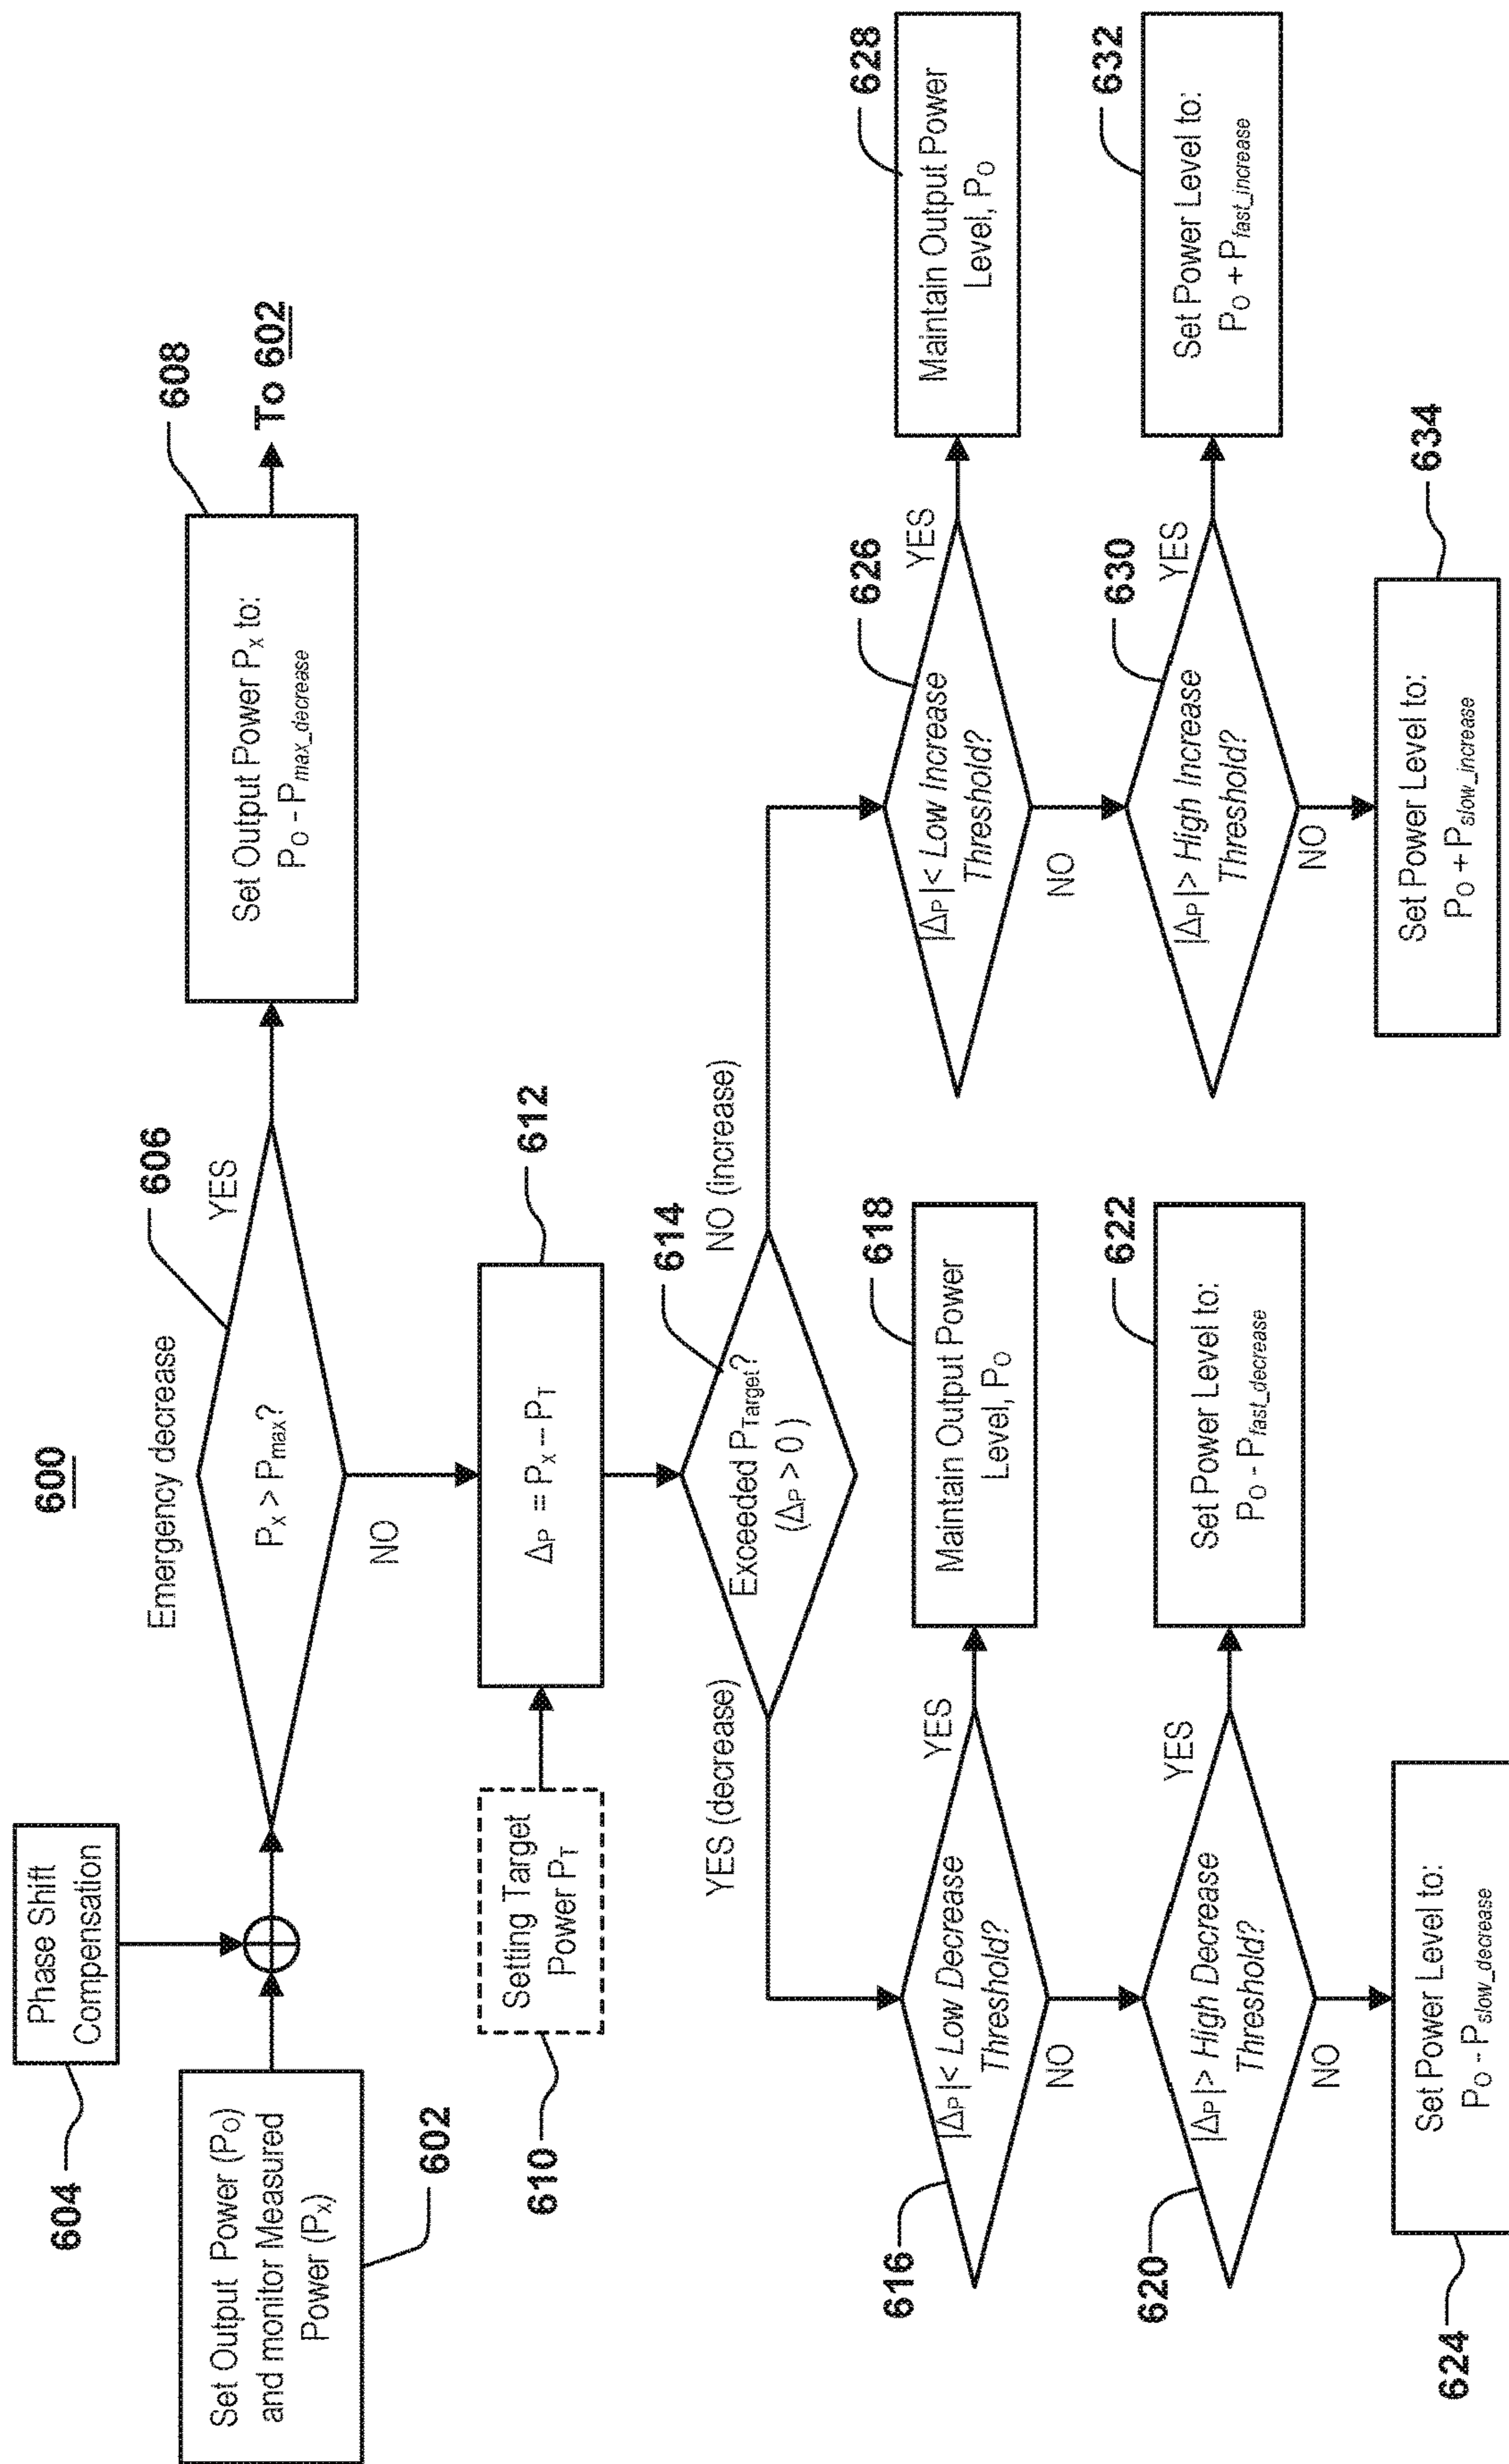 600
Phase Shift
Compensation
604
Set Output Power (PO)
and monitor Measured
Power (PX)
602
Emergency decrease
606
PX > Pmax?
YES
NO
Set Output Power PX to:
PO - Pmax_decrease
608
To 602
Setting Target
Power PT
610
ΔP = PX – PT
612
614
Exceeded PTarget?
(ΔP > 0 )
YES (decrease)
NO (increase)
616
|ΔP|< Low Decrease
Threshold?
YES
NO
Maintain Output Power
Level, PO
618
620
|ΔP|> High Decrease
Threshold?
YES
NO
Set Power Level to:
PO - Pfast_decrease
622
Set Power Level to:
PO - Pslow_decrease
624
626
|ΔP|< Low Increase
Threshold?
YES
NO
Maintain Output Power
Level, PO
628
630
|ΔP|> High Increase
Threshold?
YES
NO
Set Power Level to:
PO + Pfast_increase
632
Set Power Level to:
PO + Pslow_increase
634